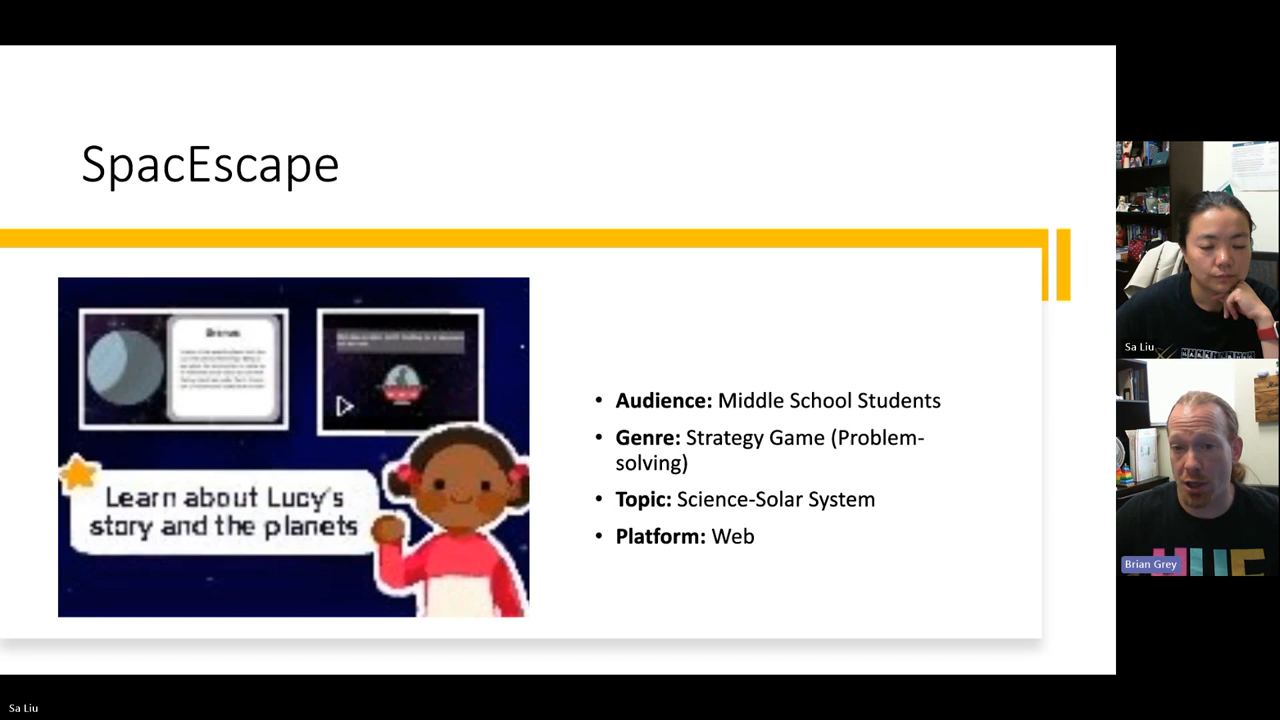 SpacEscape
Uranus
Learn about Lucy's
story and the planets
• Audience: Middle School Students
• Genre: Strategy Game (Problem-
solving)
• Topic: Science-Solar System
• Platform: Web
Sa Liu
Brian Grey
Sa Liu